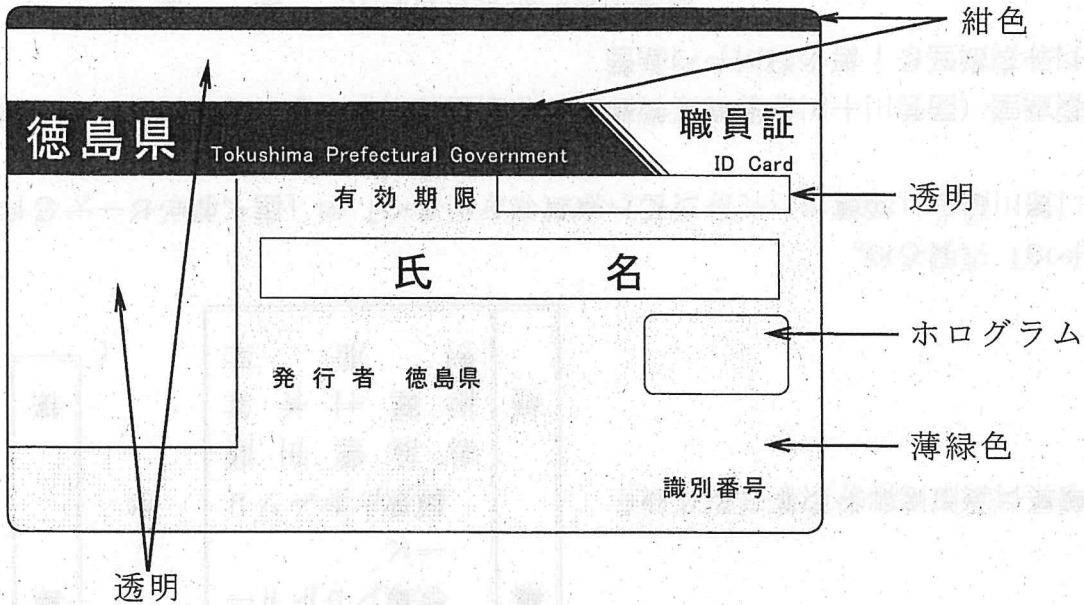 紺色
徳島県 Tokushima Prefectural Government
職員証
ID Card
有効期限
透明
氏名
ホログラム
発行者 徳島県
薄緑色
識別番号
透明